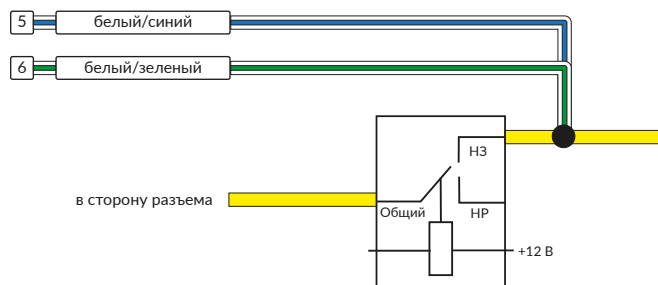 5 белый/синий
6 белый/зеленый
НЗ
в сторону разъема
Общий НР
+12 В